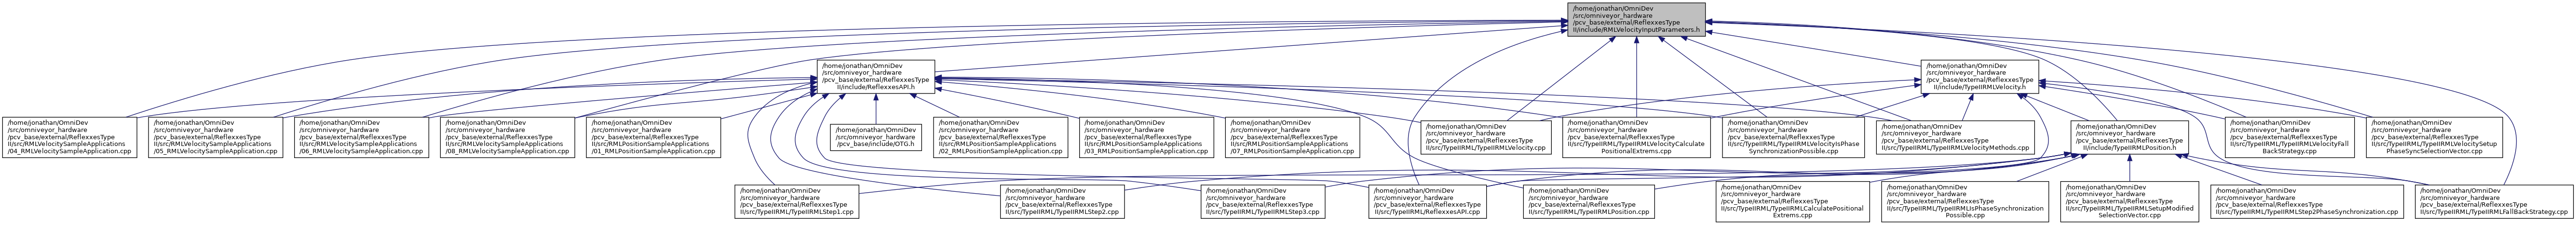 /home/jonathan/OmniDev
/src/omniveyor_hardware
/pcv_base/external/ReflexxesType
II/include/RMLVelocityInputParameters.h
/home/jonathan/OmniDev
/src/omniveyor_hardware
/pcv_base/external/ReflexxesType
II/include/ReflexxesAPI.h
/home/jonathan/OmniDev
/src/omniveyor_hardware
/pcv_base/external/ReflexxesType
II/include/TypeIIRMLVelocity.h
/home/jonathan/OmniDev
/src/omniveyor_hardware
/pcv_base/external/ReflexxesType
II/src/RMLVelocitySampleApplications
/04_RMLVelocitySampleApplication.cpp
/home/jonathan/OmniDev
/src/omniveyor_hardware
/pcv_base/external/ReflexxesType
II/src/RMLVelocitySampleApplications
/05_RMLVelocitySampleApplication.cpp
/home/jonathan/OmniDev
/src/omniveyor_hardware
/pcv_base/external/ReflexxesType
II/src/RMLVelocitySampleApplications
/06_RMLVelocitySampleApplication.cpp
/home/jonathan/OmniDev
/src/omniveyor_hardware
/pcv_base/external/ReflexxesType
II/src/RMLVelocitySampleApplications
/08_RMLVelocitySampleApplication.cpp
/home/jonathan/OmniDev
/src/omniveyor_hardware
/pcv_base/external/ReflexxesType
II/src/RMLPositionSampleApplications
/01_RMLPositionSampleApplication.cpp
/home/jonathan/OmniDev
/src/omniveyor_hardware
/pcv_base/include/OTG.h
/home/jonathan/OmniDev
/src/omniveyor_hardware
/pcv_base/external/ReflexxesType
II/src/RMLPositionSampleApplications
/02_RMLPositionSampleApplication.cpp
/home/jonathan/OmniDev
/src/omniveyor_hardware
/pcv_base/external/ReflexxesType
II/src/RMLPositionSampleApplications
/03_RMLPositionSampleApplication.cpp
/home/jonathan/OmniDev
/src/omniveyor_hardware
/pcv_base/external/ReflexxesType
II/src/RMLPositionSampleApplications
/07_RMLPositionSampleApplication.cpp
/home/jonathan/OmniDev
/src/omniveyor_hardware
/pcv_base/external/ReflexxesType
II/src/TypeIIRML/TypeIIRMLVelocity.cpp
/home/jonathan/OmniDev
/src/omniveyor_hardware
/pcv_base/external/ReflexxesType
II/src/TypeIIRML/TypeIIRMLVelocityCalculate
PositionalExtrems.cpp
/home/jonathan/OmniDev
/src/omniveyor_hardware
/pcv_base/external/ReflexxesType
II/src/TypeIIRML/TypeIIRMLVelocityIsPhase
SynchronizationPossible.cpp
/home/jonathan/OmniDev
/src/omniveyor_hardware
/pcv_base/external/ReflexxesType
II/src/TypeIIRML/TypeIIRMLVelocityMethods.cpp
/home/jonathan/OmniDev
/src/omniveyor_hardware
/pcv_base/external/ReflexxesType
II/include/TypeIIRMLPosition.h
/home/jonathan/OmniDev
/src/omniveyor_hardware
/pcv_base/external/ReflexxesType
II/src/TypeIIRML/TypeIIRMLVelocityFall
BackStrategy.cpp
/home/jonathan/OmniDev
/src/omniveyor_hardware
/pcv_base/external/ReflexxesType
II/src/TypeIIRML/TypeIIRMLVelocitySetup
PhaseSyncSelectionVector.cpp
/home/jonathan/OmniDev
/src/omniveyor_hardware
/pcv_base/external/ReflexxesType
II/src/TypeIIRML/TypeIIRMLStep1.cpp
/home/jonathan/OmniDev
/src/omniveyor_hardware
/pcv_base/external/ReflexxesType
II/src/TypeIIRML/TypeIIRMLStep2.cpp
/home/jonathan/OmniDev
/src/omniveyor_hardware
/pcv_base/external/ReflexxesType
II/src/TypeIIRML/TypeIIRMLStep3.cpp
/home/jonathan/OmniDev
/src/omniveyor_hardware
/pcv_base/external/ReflexxesType
II/src/TypeIIRML/ReflexxesAPI.cpp
/home/jonathan/OmniDev
/src/omniveyor_hardware
/pcv_base/external/ReflexxesType
II/src/TypeIIRML/TypeIIRMLPosition.cpp
/home/jonathan/OmniDev
/src/omniveyor_hardware
/pcv_base/external/ReflexxesType
II/src/TypeIIRML/TypeIIRMLCalculatePositional
Extrems.cpp
/home/jonathan/OmniDev
/src/omniveyor_hardware
/pcv_base/external/ReflexxesType
II/src/TypeIIRML/TypeIIRMLIsPhaseSynchronization
Possible.cpp
/home/jonathan/OmniDev
/src/omniveyor_hardware
/pcv_base/external/ReflexxesType
II/src/TypeIIRML/TypeIIRMLSetupModified
SelectionVector.cpp
/home/jonathan/OmniDev
/src/omniveyor_hardware
/pcv_base/external/ReflexxesType
II/src/TypeIIRML/TypeIIRMLStep2PhaseSynchronization.cpp
/home/jonathan/OmniDev
/src/omniveyor_hardware
/pcv_base/external/ReflexxesType
II/src/TypeIIRML/TypeIIRMLFallBackStrategy.cpp